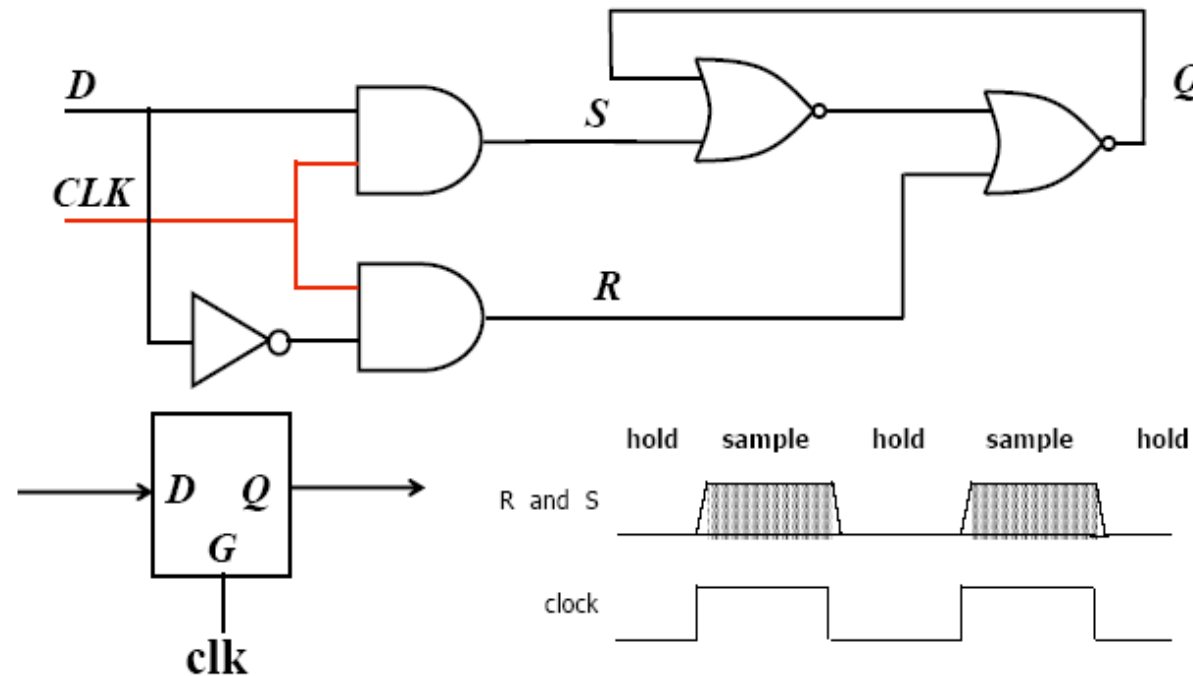 D
Q
S
CLK
R
hold sample hold sample hold
D Q
R and S
G
clock
clk